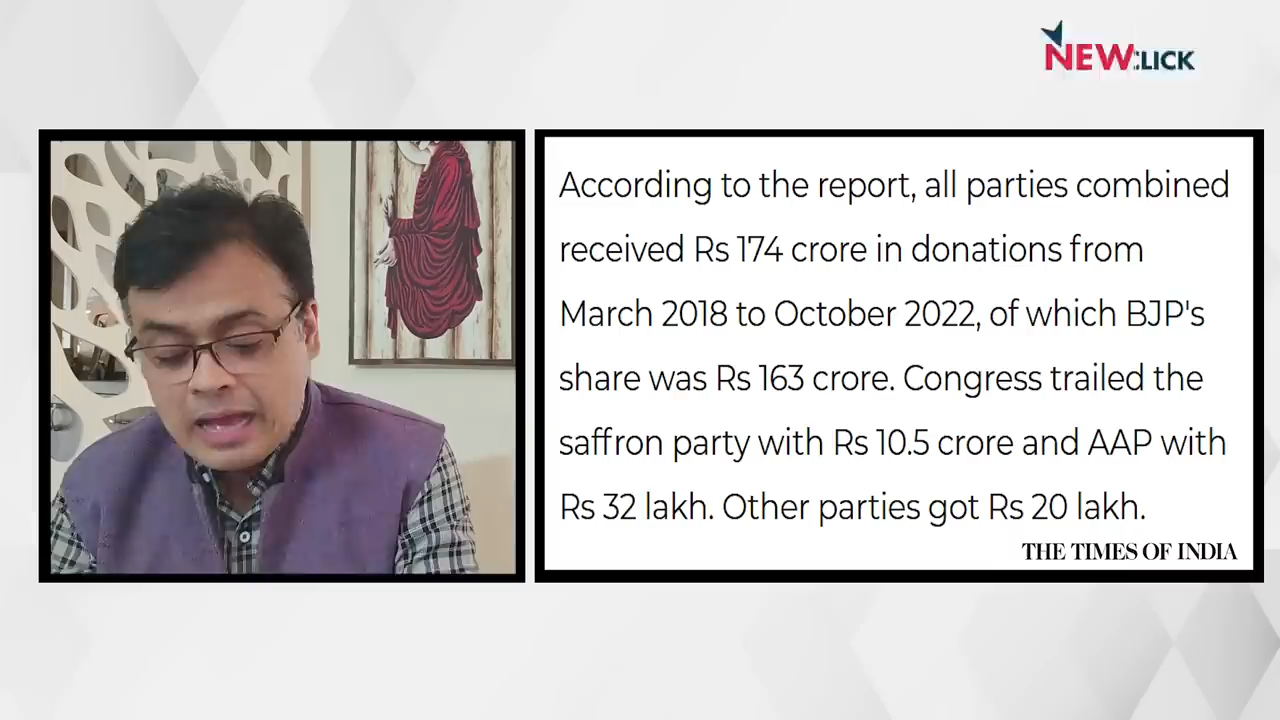 NEWCLICK
According to the report, all parties combined
received Rs 174 crore in donations from
March 2018 to October 2022, of which BJP's
share was Rs 163 crore. Congress trailed the
saffron party with Rs 10.5 crore and AAP with
Rs 32 lakh. Other parties got Rs 20 lakh.
THE TIMES OF INDIA